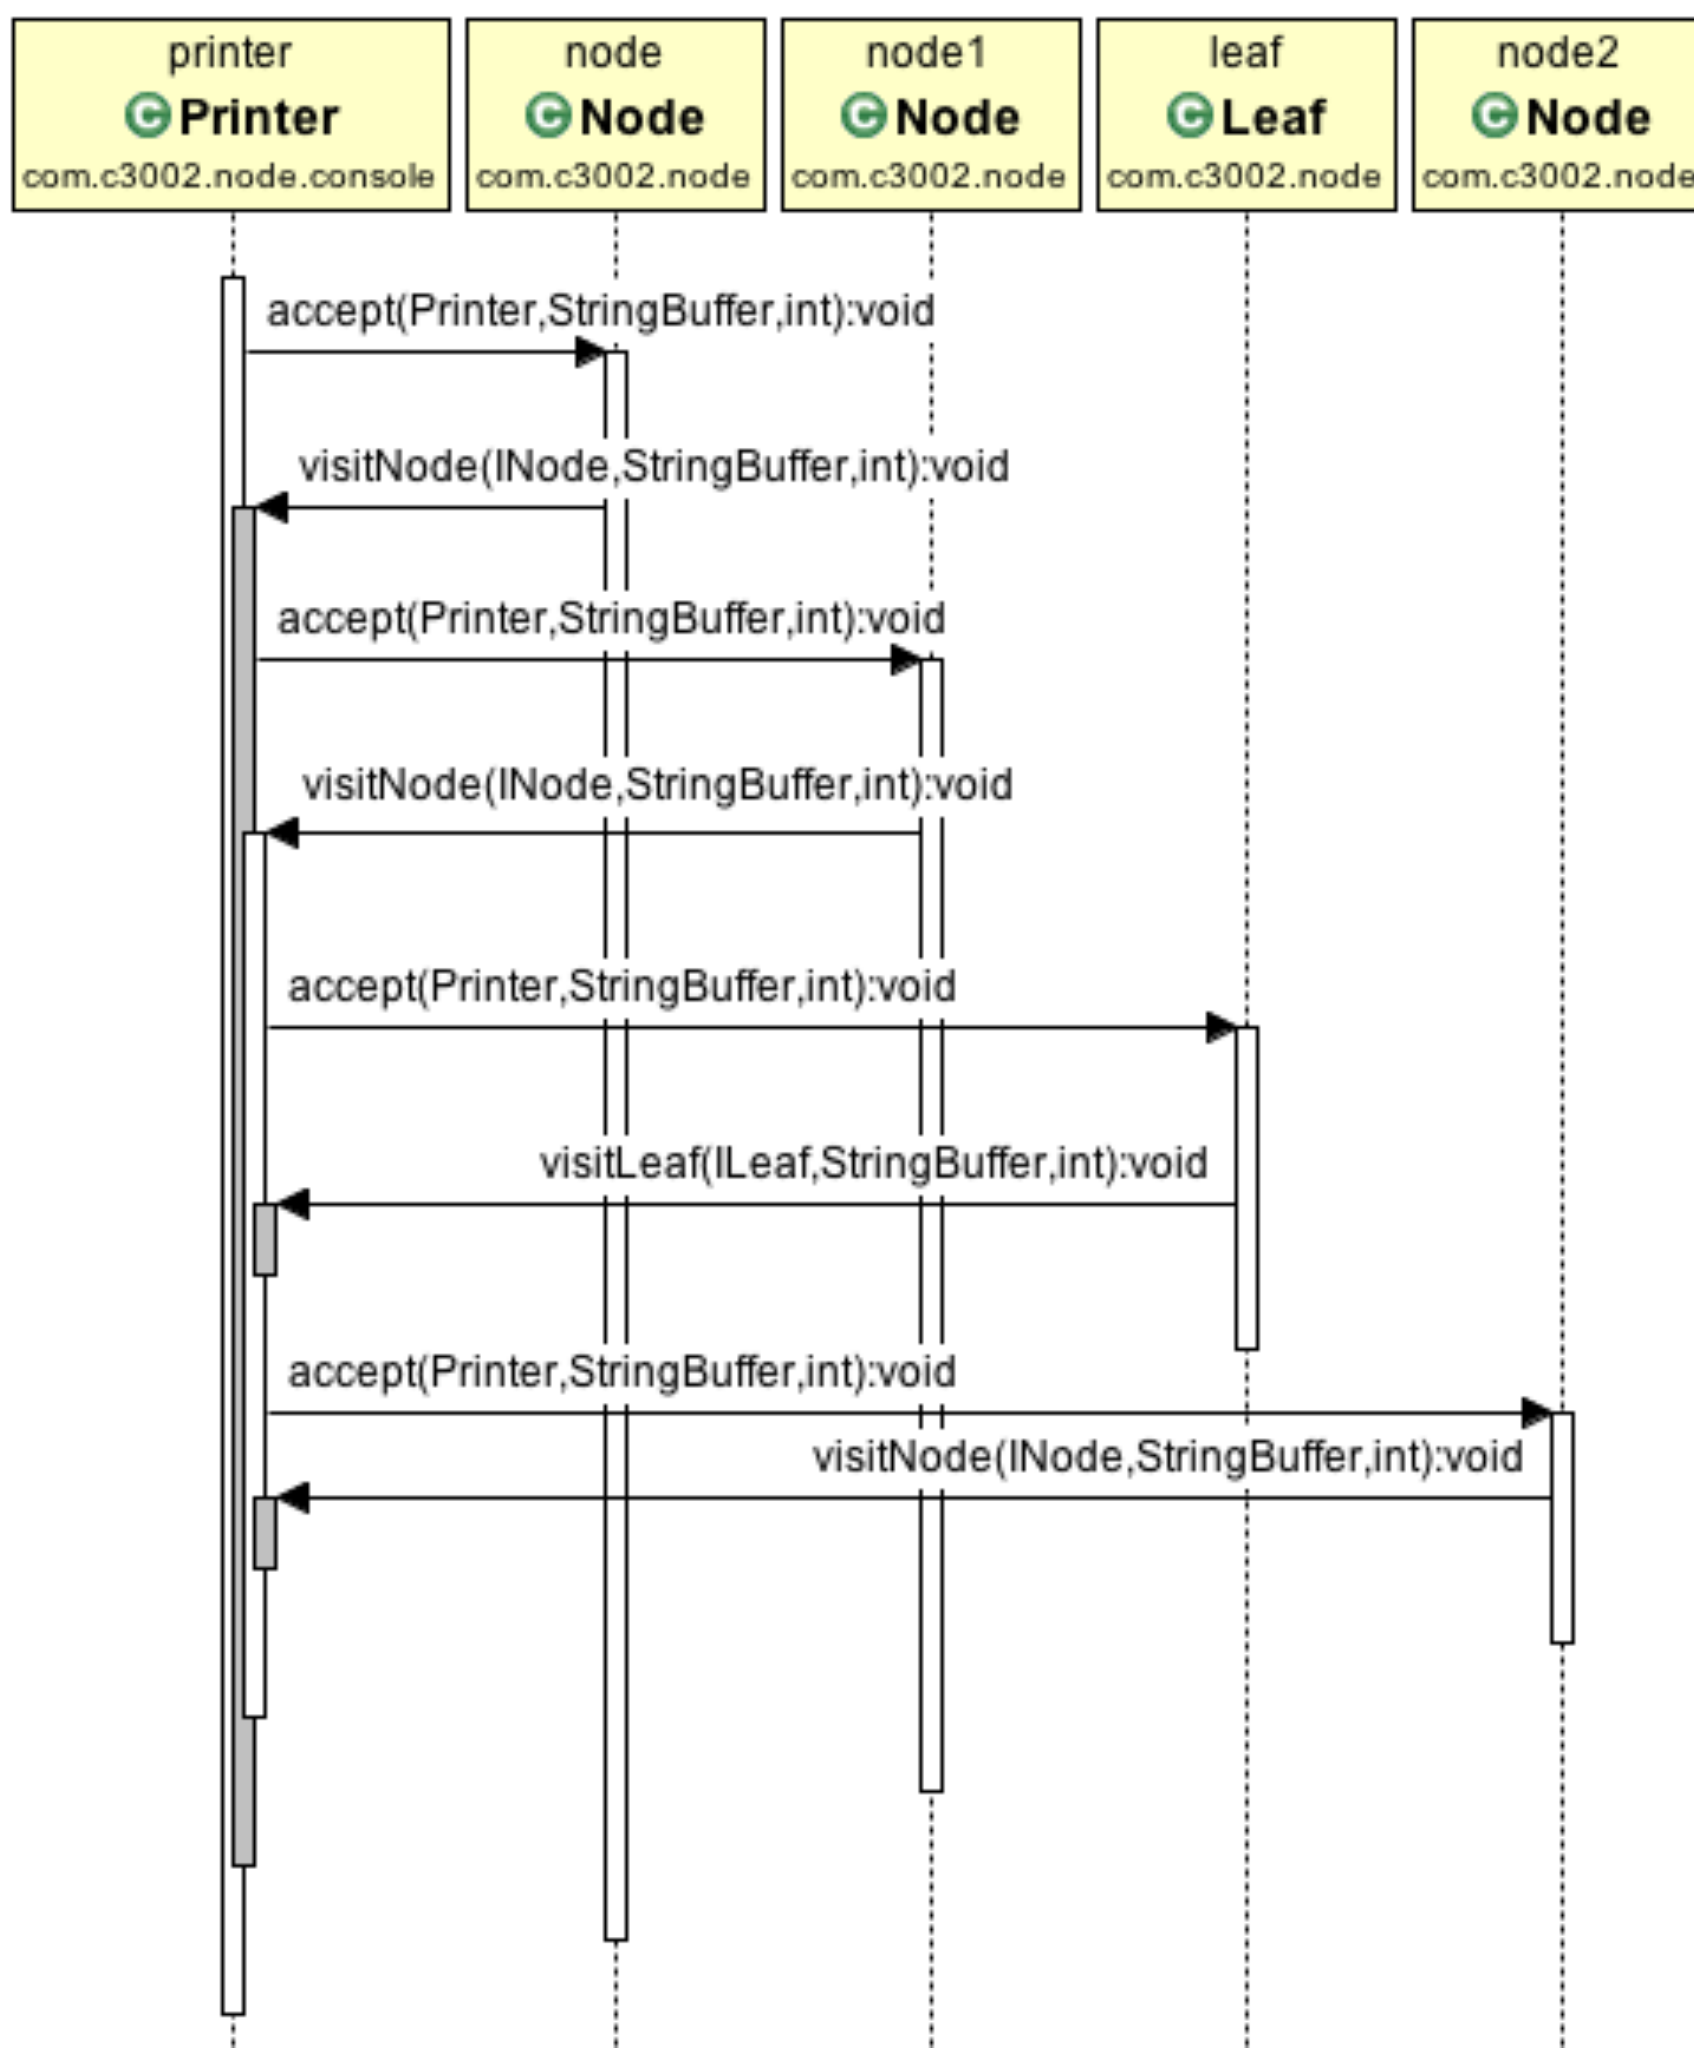 printer
C Printer
com.c3002.node.console
node
C Node
com.c3002.node
node1
C Node
com.c3002.node
leaf
C Leaf
com.c3002.node
node2
C Node
com.c3002.node
accept(Printer,StringBuffer,int):void
visitNode(INode,StringBuffer,int):void
accept(Printer,StringBuffer,int):void
visitNode(INode,StringBuffer,int):void
accept(Printer,StringBuffer,int):void
visitLeaf(ILeaf,StringBuffer,int):void
accept(Printer,StringBuffer,int):void
visitNode(INode,StringBuffer,int):void